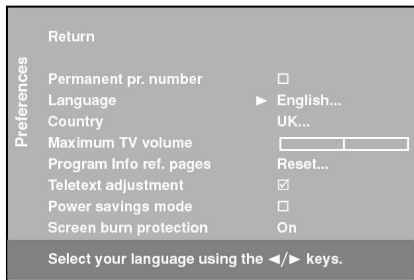 Preferences
Return
Permanent pr. number ☐
Language ► English...
Country UK...
Maximum TV volume
Program Info ref. pages Reset...
Teletext adjustment ☑
Power savings mode ☐
Screen burn protection On
Select your language using the ◄/► keys.